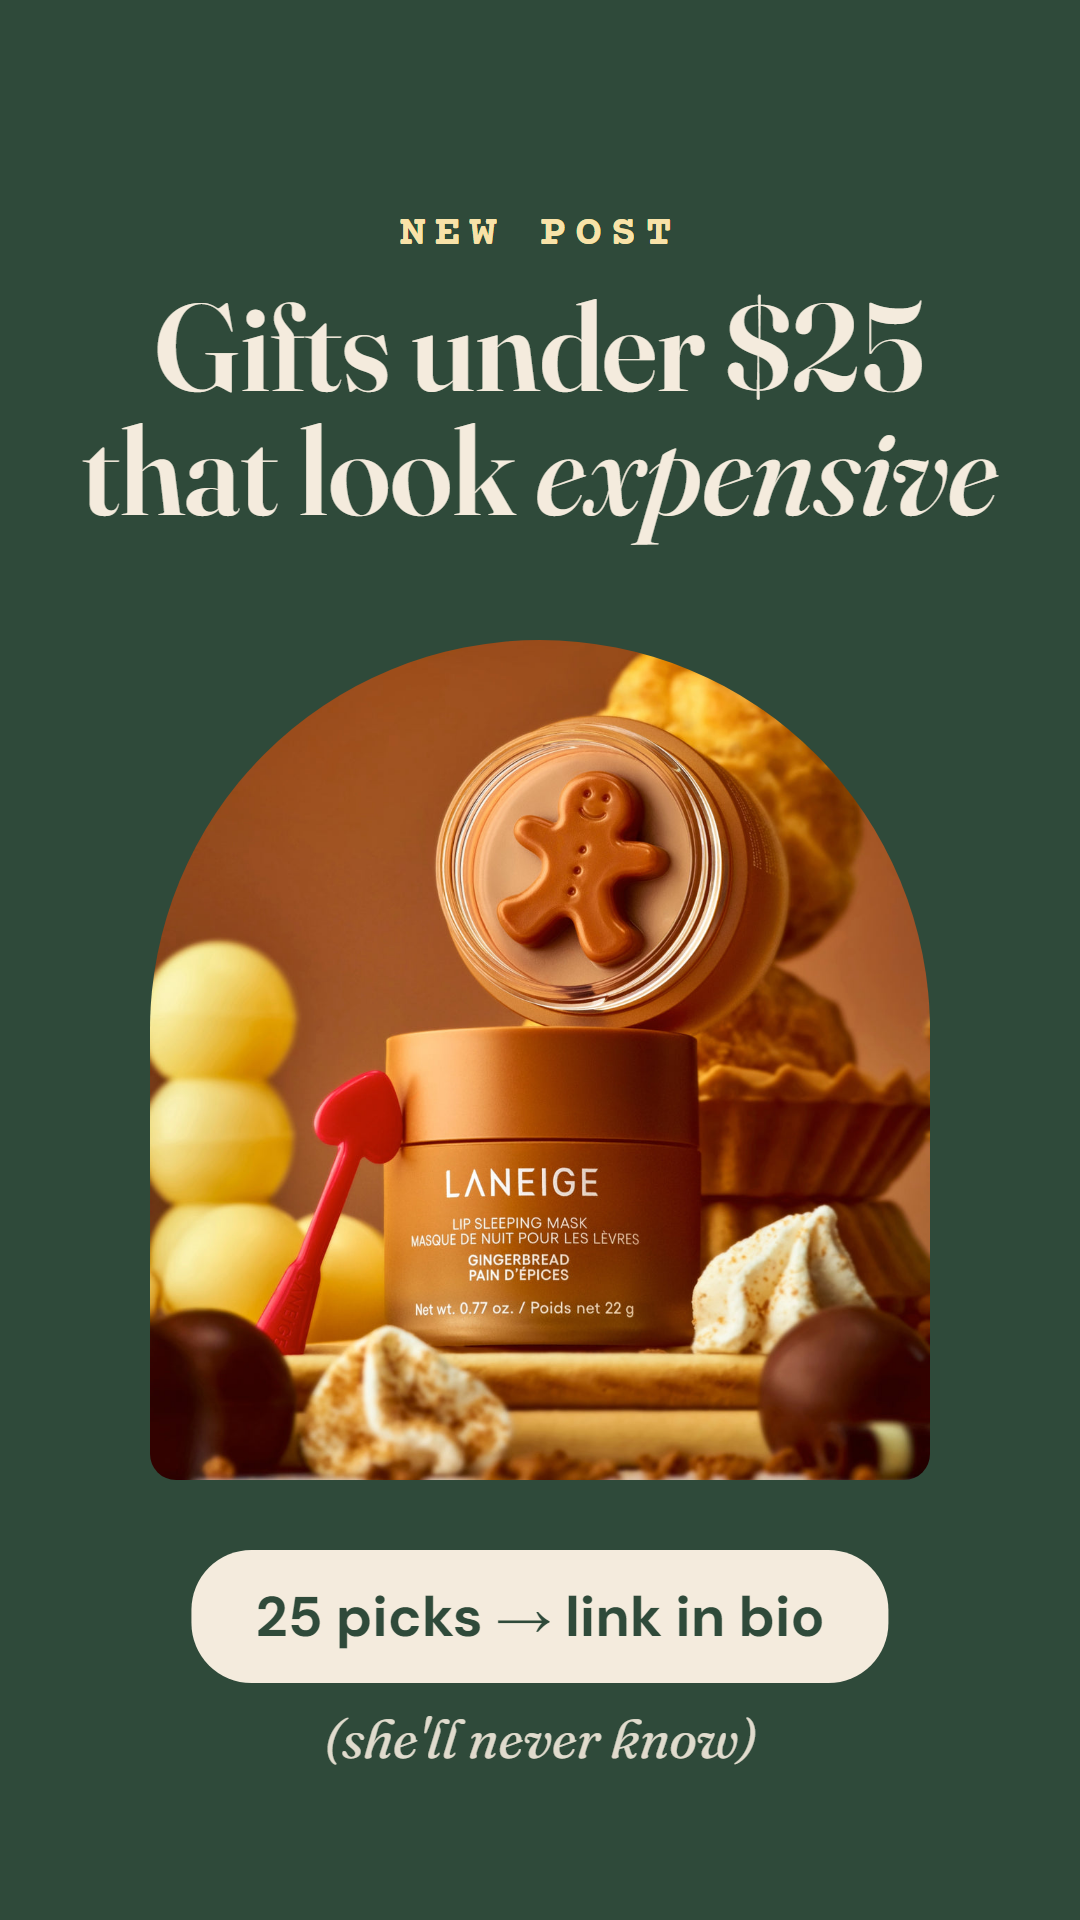 NEW POST
Gifts under $25
that look expensive
LANEIGE
LIP SLEEPING MASK
MASQUE DE NUIT POUR LES LÈVRES
GINGERBREAD
PAIN D'ÉPICES
Net wt. 0.77 oz. / Poids net 22 g
25 picks → link in bio
(she'll never know)